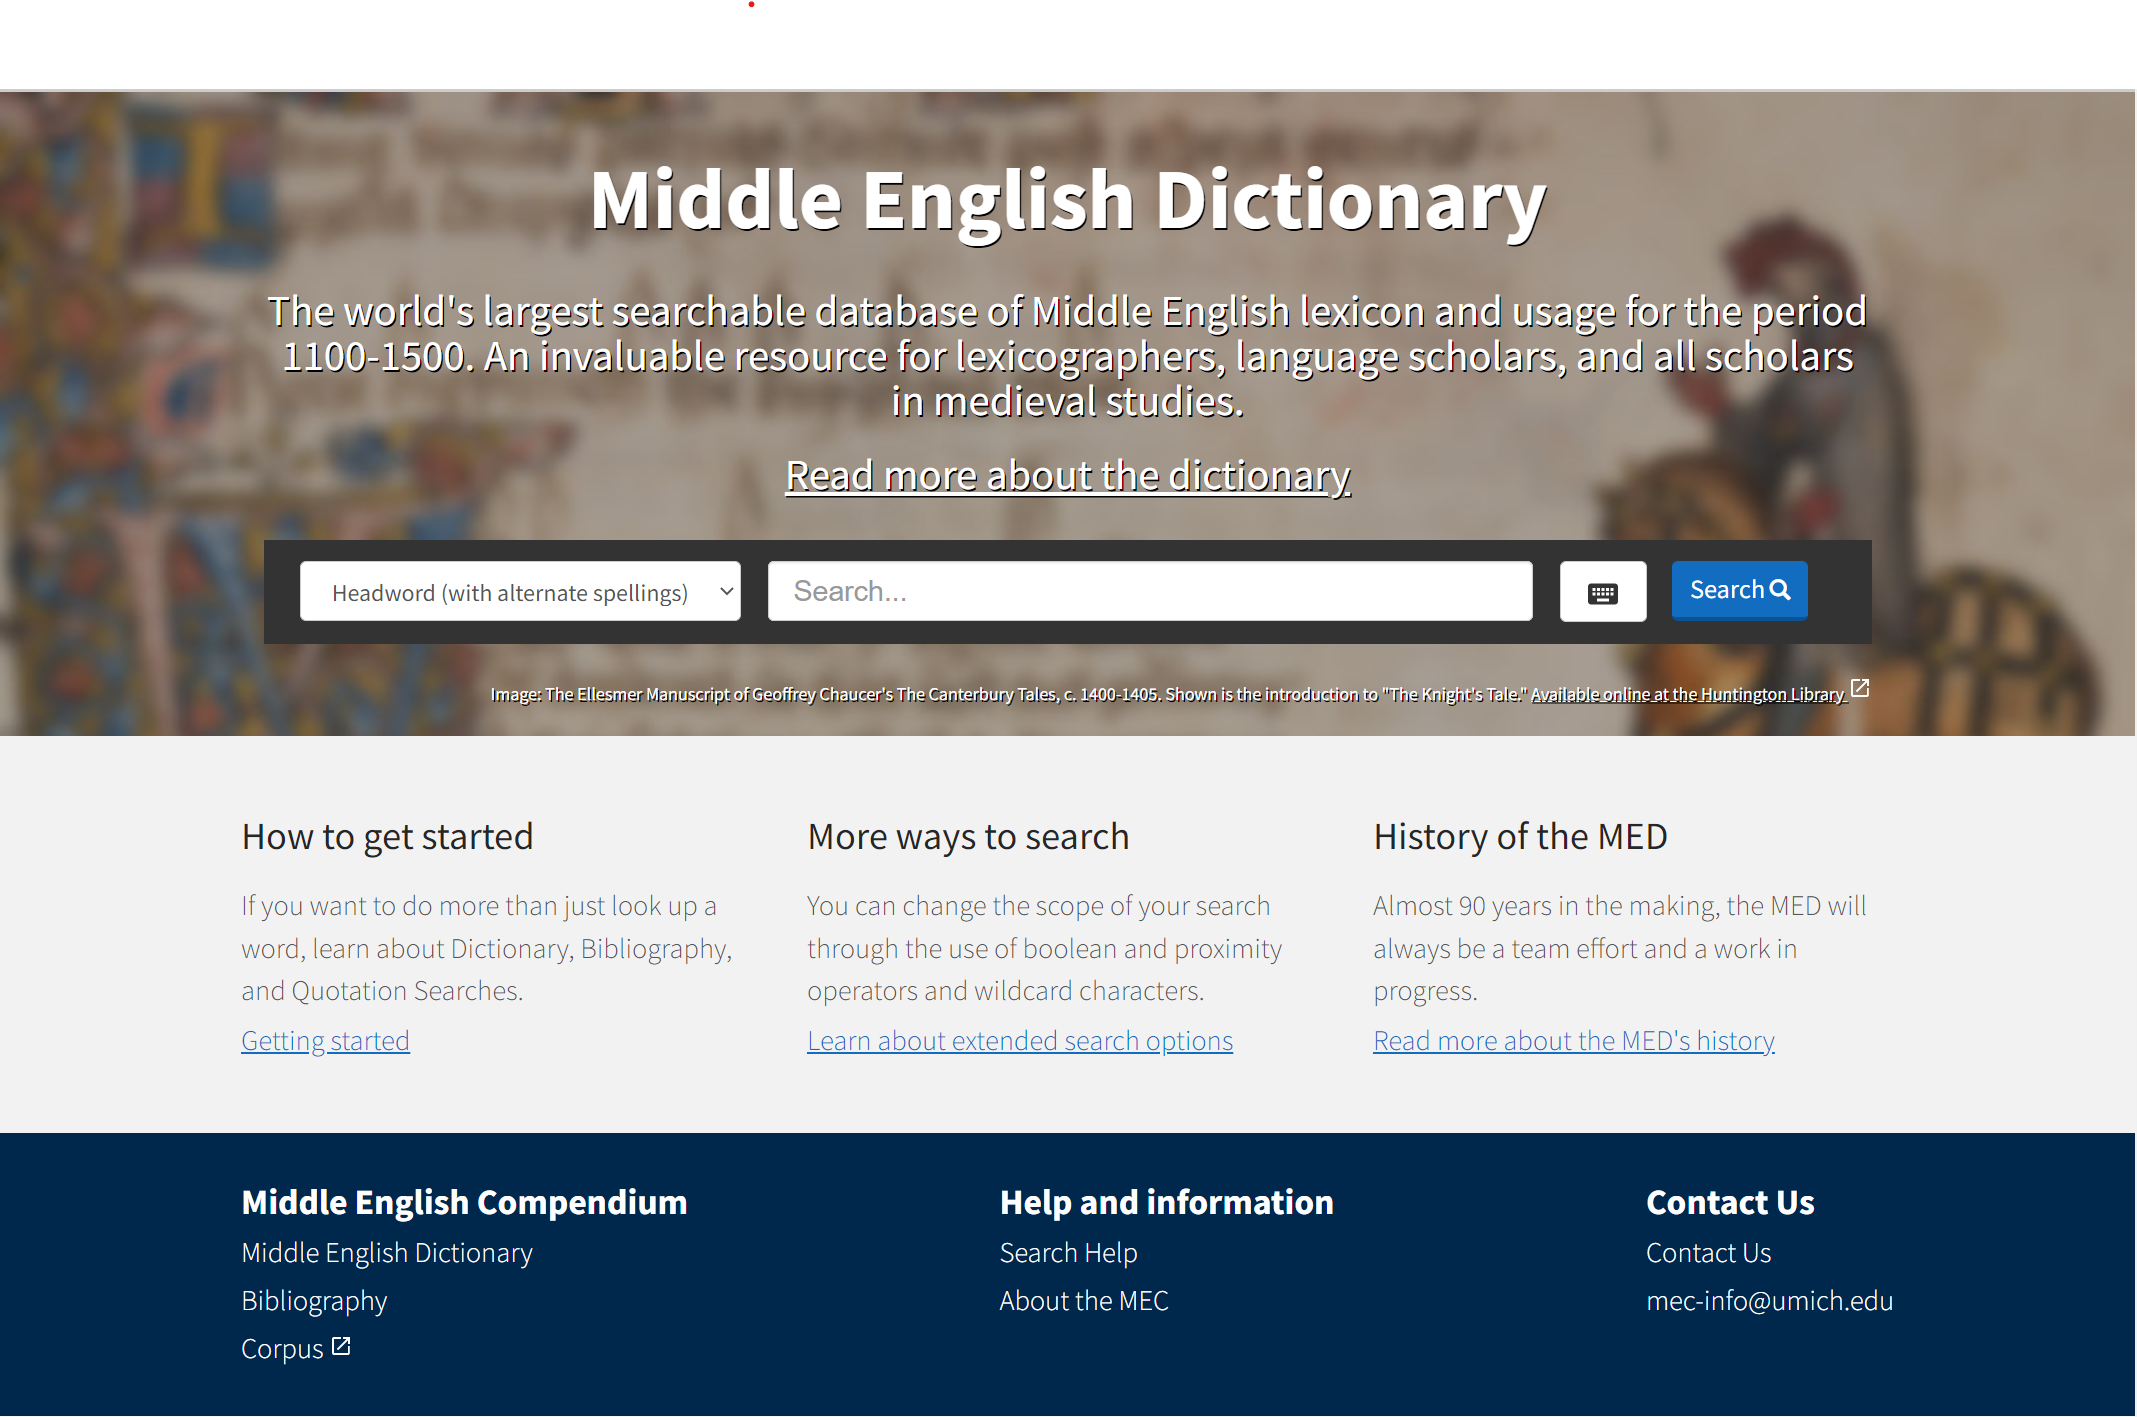 Middle English Dictionary
The world's largest searchable database of Middle English lexicon and usage for the period
1100-1500. An invaluable resource for lexicographers, language scholars, and all scholars
in medieval studies.
Read more about the dictionary
Headword (with alternate spellings)
Search...
Search
Image: The Ellesmer Manuscript of Geoffrey Chaucer's The Canterbury Tales, c. 1400-1405. Shown is the introduction to "The Knight's Tale." Available online at the Huntington Library
How to get started
If you want to do more than just look up a
word, learn about Dictionary, Bibliography,
and Quotation Searches.
Getting started
More ways to search
You can change the scope of your search
through the use of boolean and proximity
operators and wildcard characters.
Learn about extended search options
History of the MED
Almost 90 years in the making, the MED will
always be a team effort and a work in
progress.
Read more about the MED's history
Middle English Compendium
Middle English Dictionary
Bibliography
Corpus
Help and information
Search Help
About the MEC
Contact Us
Contact Us
mec-info@umich.edu